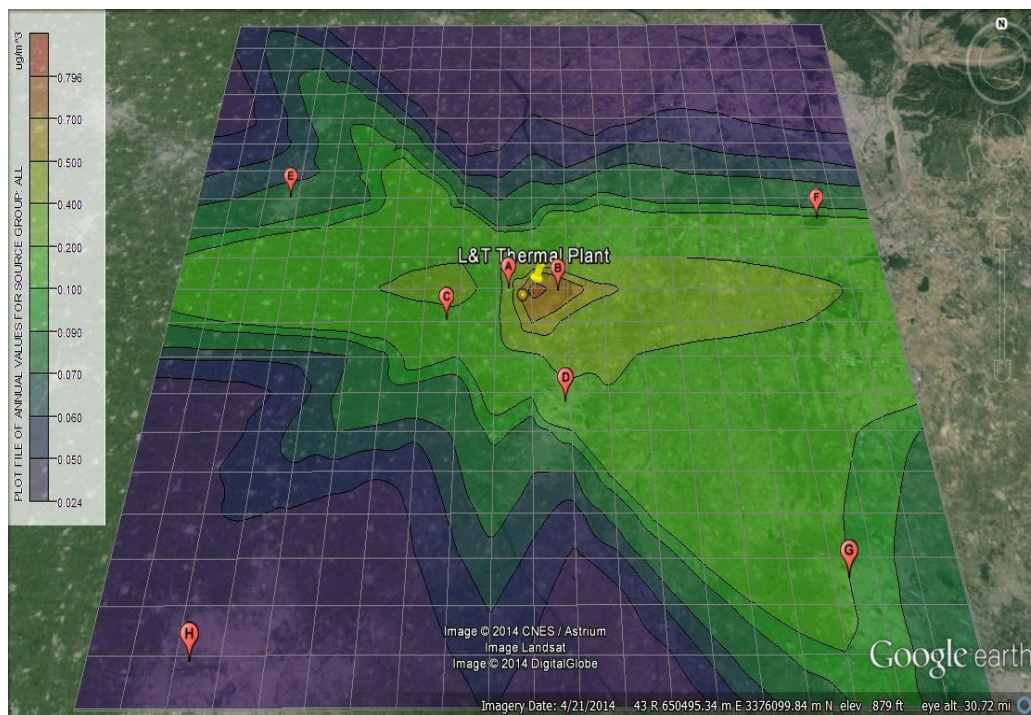 ug/m^3
PLOT FILE OF ANNUAL VALUES FOR SOURCE GROUP: ALL
0.796
0.700
0.500
0.400
0.200
0.100
0.090
0.070
0.060
0.050
0.024
N
E
F
L&T Thermal Plant
A
B
C
D
G
H
Image © 2014 CNES / Astrium
Image Landsat
Image © 2014 DigitalGlobe
Google earth
Imagery Date: 4/21/2014 43 R 650495.34 m E 3376099.84 m N elev 879 ft eye alt 30.72 mi